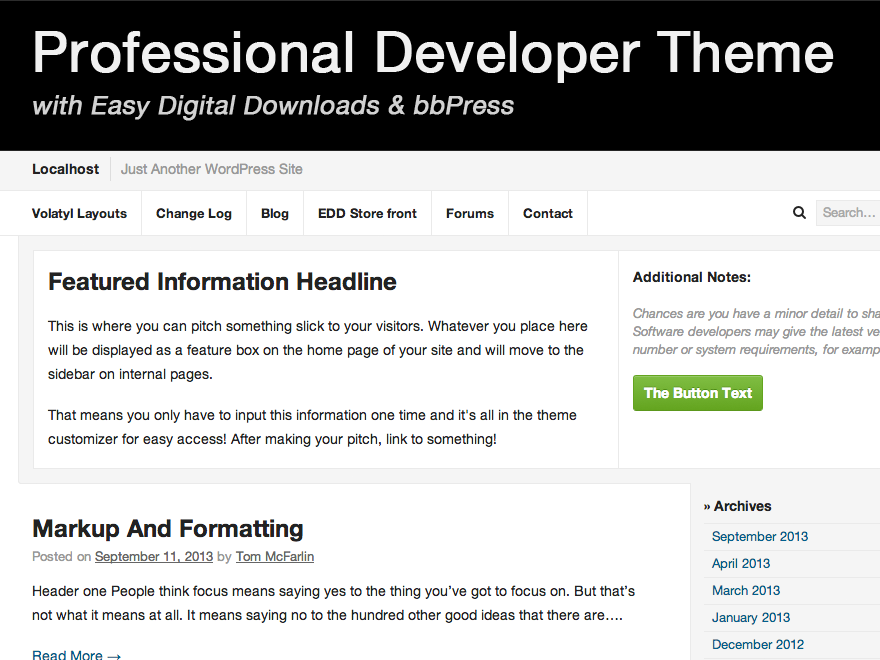 Professional Developer Theme
with Easy Digital Downloads & bbPress
Localhost
Just Another WordPress Site
Volatyl Layouts
Change Log
Blog
EDD Store front
Forums
Contact
Search...
Featured Information Headline
This is where you can pitch something slick to your visitors. Whatever you place here
will be displayed as a feature box on the home page of your site and will move to the
sidebar on internal pages.
That means you only have to input this information one time and it's all in the theme
customizer for easy access! After making your pitch, link to something!
Additional Notes:
Chances are you have a minor detail to sha
Software developers may give the latest ve
number or system requirements, for examp
The Button Text
Markup And Formatting
Posted on September 11, 2013 by Tom McFarlin
Header one People think focus means saying yes to the thing you’ve got to focus on. But that’s
not what it means at all. It means saying no to the hundred other good ideas that there are….
Read More →
» Archives
September 2013
April 2013
March 2013
January 2013
December 2012